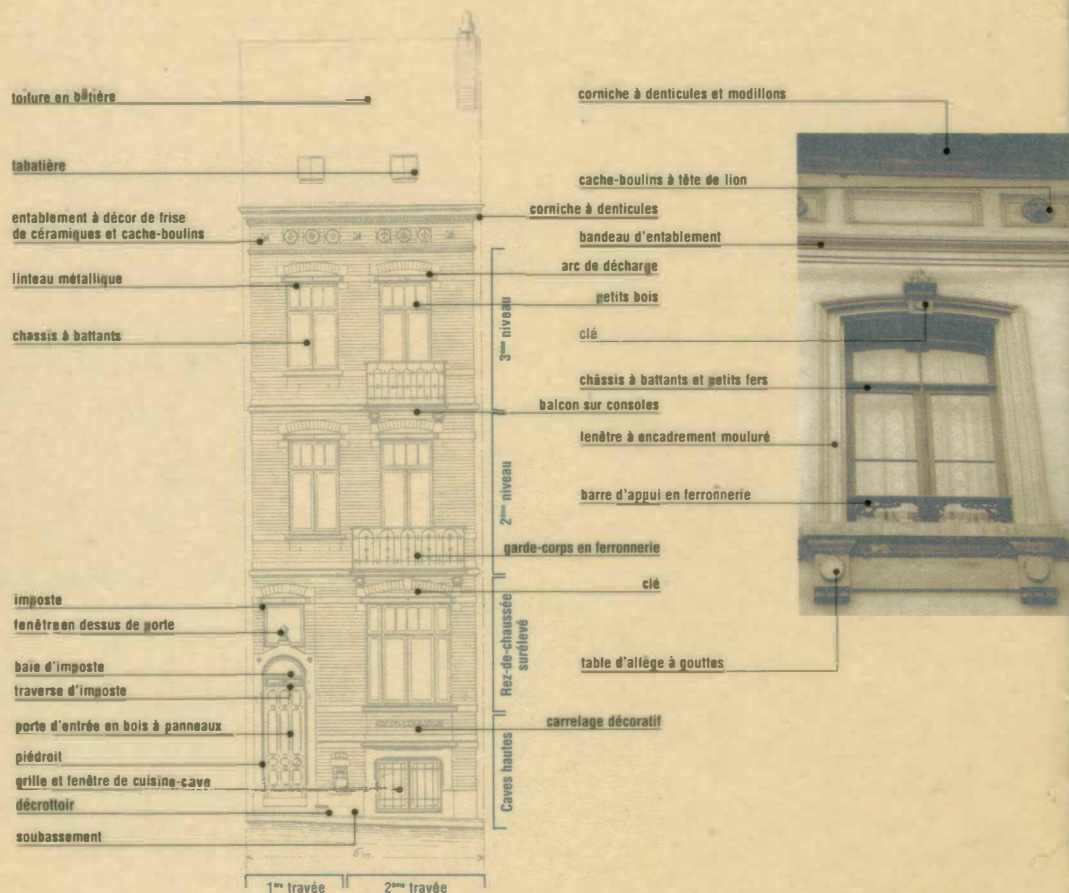 toiture en bâtière
tabatière
entablement à décor de frise
de céramiques et cache-boulins
linteau métallique
chassis à battants
imposte
fenêtre en dessus de porte
baie d'imposte
traverse d'imposte
porte d'entrée en bois à panneaux
piédroit
grille et fenêtre de cuisine-cave
décrottoir
soubassement
corniche à denticules
arc de décharge
petits bois
balcon sur consoles
garde-corps en ferronnerie
clé
carrelage décoratif
3ème niveau
2ème niveau
Rez-de-chaussée
surélevé
Caves hautes
6m
1ère travée
2ème travée
corniche à denticules et modillons
cache-boulins à tête de lion
bandeau d'entablement
clé
châssis à battants et petits fers
fenêtre à encadrement mouluré
barre d'appui en ferronnerie
table d'allège à gouttes